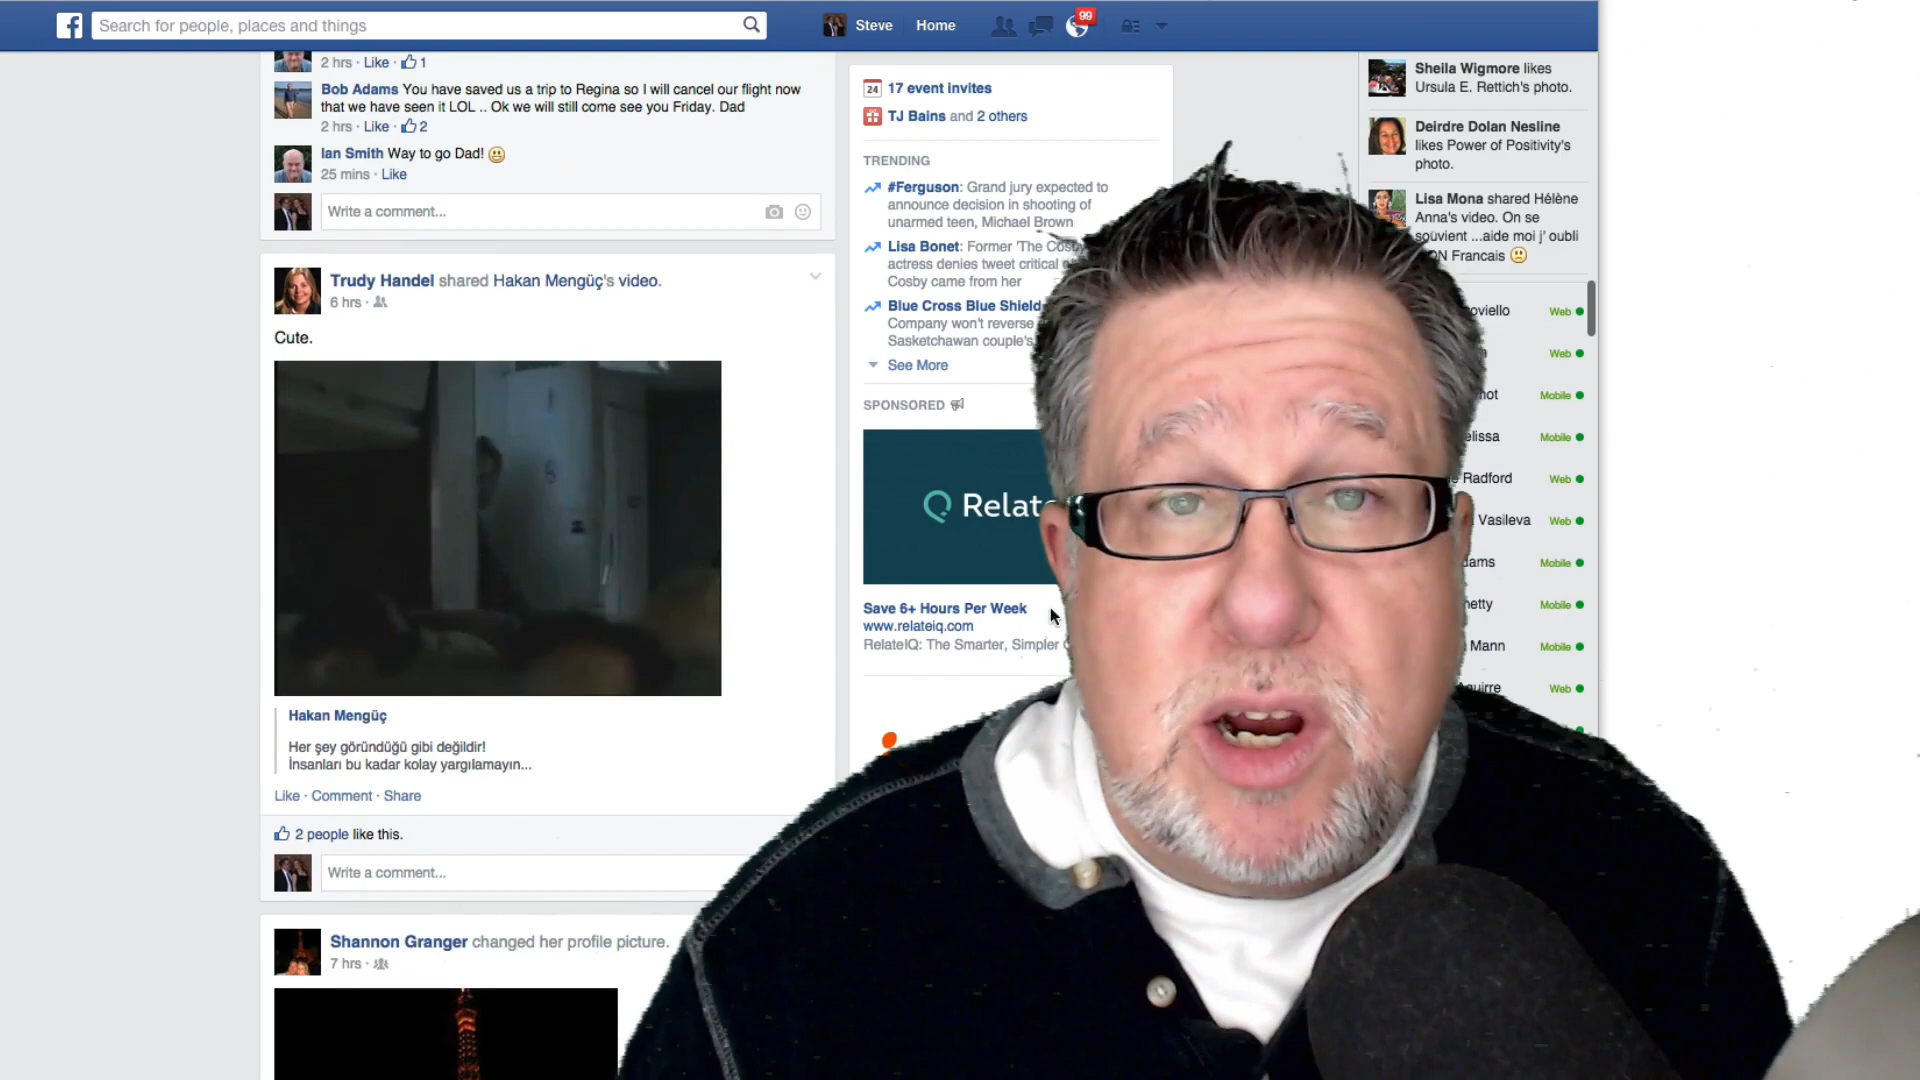 Search for people, places and things
Steve
Home
99
2 hrs · Like · 1
Bob Adams You have saved us a trip to Regina so I will cancel our flight now
that we have seen it LOL .. Ok we will still come see you Friday. Dad
2 hrs · Like · 2
Ian Smith Way to go Dad!
25 mins · Like
Write a comment...
Trudy Handel shared Hakan Mengüç's video.
6 hrs ·
Cute.
Hakan Mengüç
Her şey göründüğü gibi değildir!
İnsanları bu kadar kolay yargılamayın...
Like · Comment · Share
2 people like this.
Write a comment...
Shannon Granger changed her profile picture.
7 hrs ·
24 17 event invites
TJ Bains and 2 others
TRENDING
#Ferguson: Grand jury expected to
announce decision in shooting of
unarmed teen, Michael Brown
Lisa Bonet: Former 'The Cosby
actress denies tweet critical
Cosby came from her
Blue Cross Blue Shield
Company won't reverse
Saskatchawan couple's
See More
SPONSORED
Relate
Save 6+ Hours Per Week
www.relateiq.com
RelateIQ: The Smarter, Simpler
Sheila Wigmore likes
Ursula E. Rettich's photo.
Deirdre Dolan Nesline
likes Power of Positivity's
photo.
Lisa Mona shared Hélène
Anna's video. On se
souvient ...aide moi j' oubli
Francais
oviello Web
Web
Mobile
elissa Mobile
Radford Web
Vasileva Web
dams Mobile
netty Mobile
Mann Mobile
Web